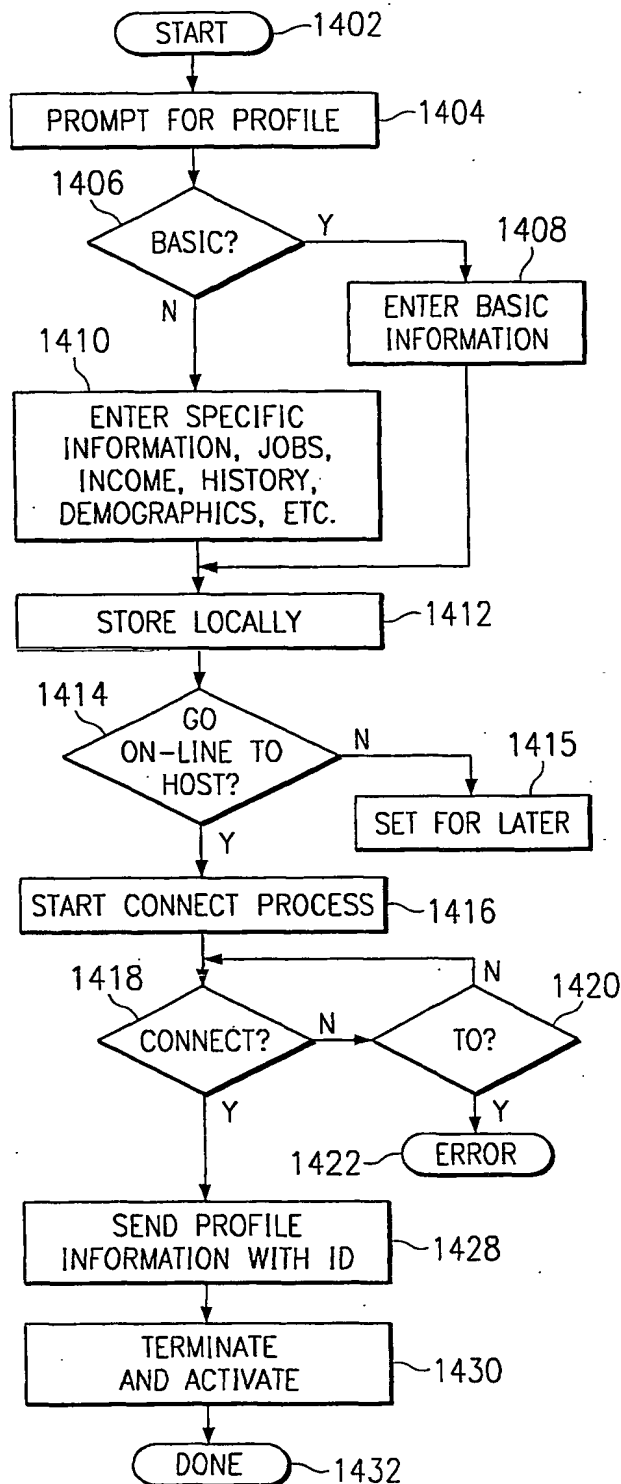 START
1402
PROMPT FOR PROFILE
1404
1406
BASIC?
Y
N
1408
ENTER BASIC
INFORMATION
1410
ENTER SPECIFIC
INFORMATION, JOBS,
INCOME, HISTORY,
DEMOGRAPHICS, ETC.
STORE LOCALLY
1412
1414
GO
ON-LINE TO
HOST?
N
Y
1415
SET FOR LATER
START CONNECT PROCESS
1416
1418
CONNECT?
N
Y
N
1420
TO?
Y
1422
ERROR
SEND PROFILE
INFORMATION WITH ID
1428
TERMINATE
AND ACTIVATE
1430
DONE
1432